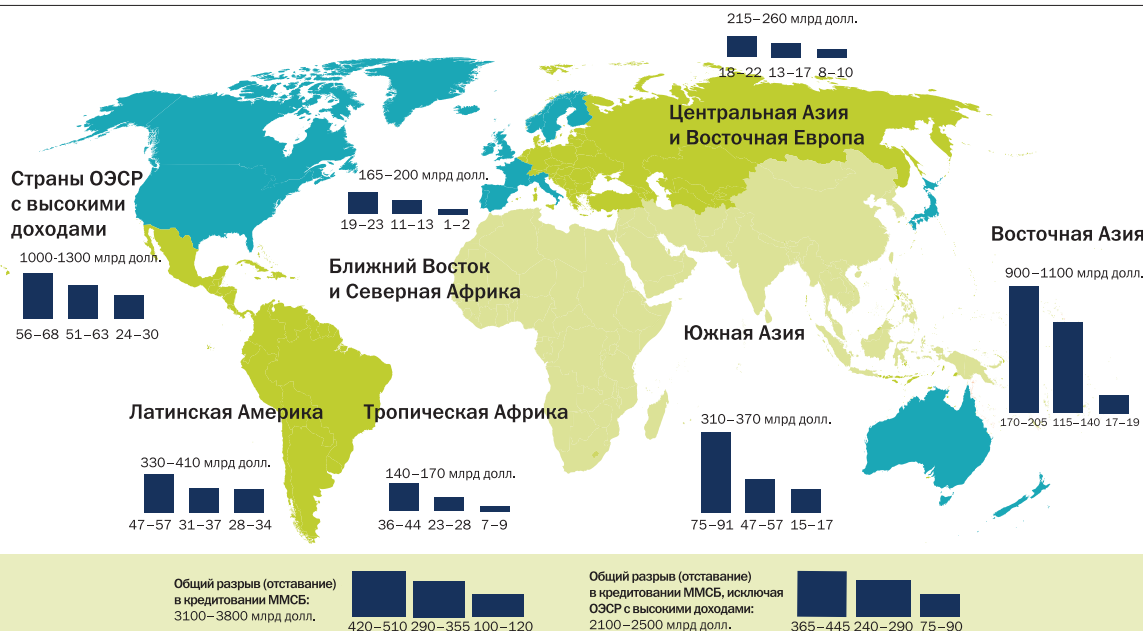 215–260 млрд долл.
18–22 13–17 8–10
Центральная Азия
и Восточная Европа
Страны ОЭСР
с высокими
доходами
1000-1300 млрд долл.
56–68 51–63 24–30
165–200 млрд долл.
19–23 11–13 1–2
Ближний Восток
и Северная Африка
Восточная Азия
900–1100 млрд долл.
170–205 115–140 17–19
Южная Азия
310–370 млрд долл.
75–91 47–57 15–17
Латинская Америка
330–410 млрд долл.
47–57 31–37 28–34
Тропическая Африка
140–170 млрд долл.
36–44 23–28 7–9
Общий разрыв (отставание)
в кредитовании ММСБ:
3100–3800 млрд долл.
420–510 290–355 100–120
Общий разрыв (отставание)
в кредитовании ММСБ, исключая
ОЭСР с высокими доходами:
2100–2500 млрд долл.
365–445 240–290 75–90